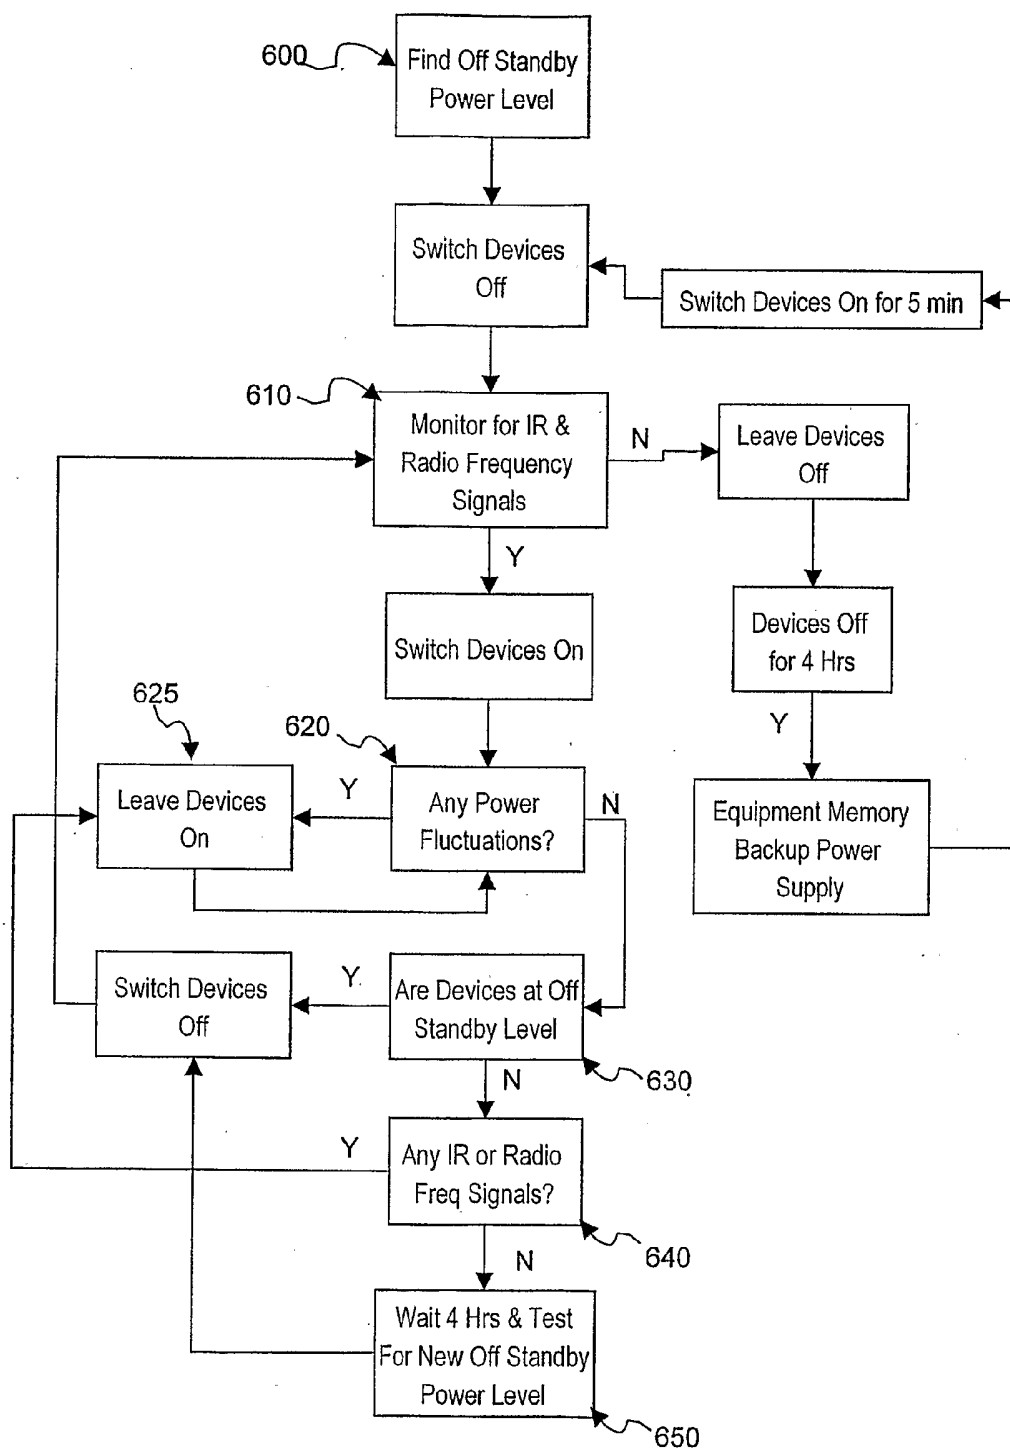 600
Find Off Standby
Power Level
Switch Devices
Off
Switch Devices On for 5 min
610
Monitor for IR &
Radio Frequency
Signals
N
Leave Devices
Off
Y
Switch Devices On
Devices Off
for 4 Hrs
Y
625
620
Leave Devices
On
Y
Any Power
Fluctuations?
N
Equipment Memory
Backup Power
Supply
Switch Devices
Off
Y
Are Devices at Off
Standby Level
630
N
Y
Any IR or Radio
Freq Signals?
640
N
Wait 4 Hrs & Test
For New Off Standby
Power Level
650